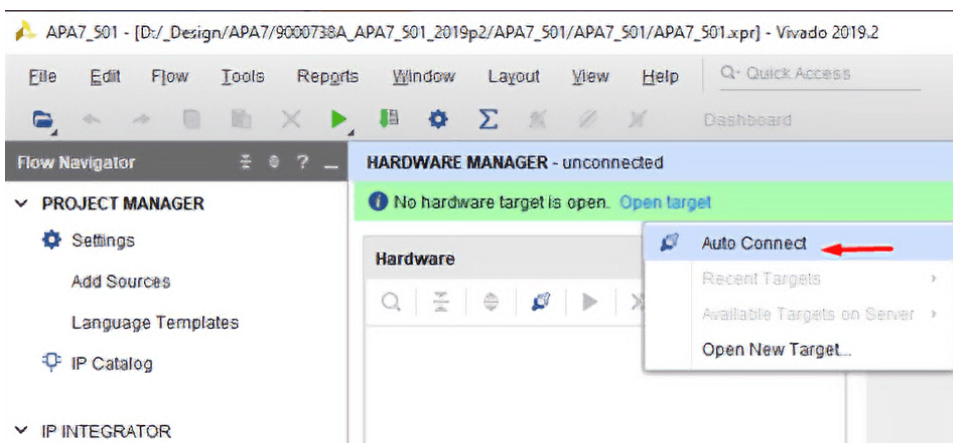 APA7_501 - [D:/_Design/APA7/9000738A_APA7_501_2019p2/APA7_501/APA7_501/APA7_501.xpr] - Vivado 2019.2
File Edit Flow Tools Reports Window Layout View Help Q- Quick Access
Dashboard
Flow Navigator ? _
HARDWARE MANAGER - unconnected
No hardware target is open. Open target
PROJECT MANAGER
Settings
Add Sources
Language Templates
IP Catalog
IP INTEGRATOR
Hardware
Auto Connect
Recent Targets
Available Targets on Server
Open New Target...